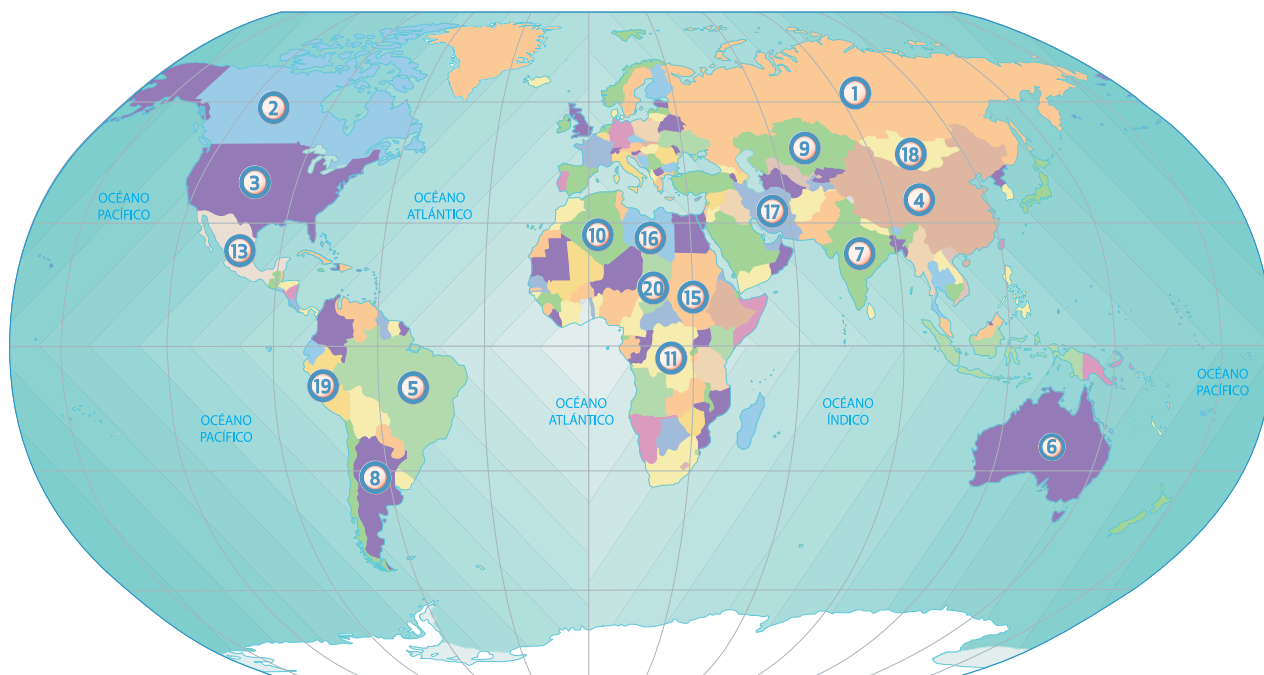 1
2
9
18
3
4
OCÉANO
PACÍFICO
OCÉANO
ATLÁNTICO
17
10
16
13
7
20
15
11
19
5
OCÉANO
PACÍFICO
OCÉANO
ATLÁNTICO
OCÉANO
ÍNDICO
OCÉANO
PACÍFICO
6
8